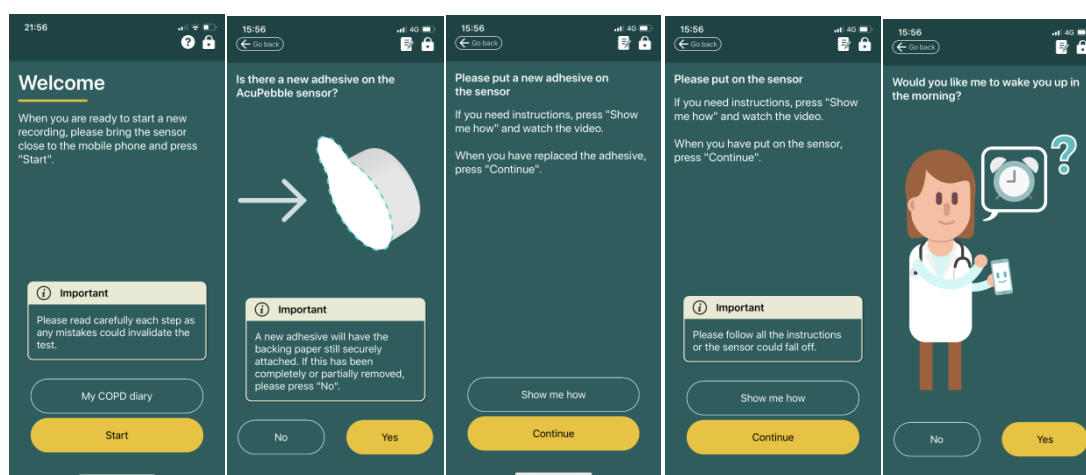 21:56
Welcome
When you are ready to start a new
recording, please bring the sensor
close to the mobile phone and press
"Start".
Important
Please read carefully each step as
any mistakes could invalidate the
test.
My COPD diary
Start
15:56
4G
Go back
Is there a new adhesive on the
AcuPebble sensor?
Important
A new adhesive will have the
backing paper still securely
attached. If this has been
completely or partially removed,
please press "No".
No
Yes
15:56
4G
Go back
Please put a new adhesive on
the sensor
If you need instructions, press "Show
me how" and watch the video.
When you have replaced the adhesive,
press "Continue".
Show me how
Continue
15:56
4G
Go back
Please put on the sensor
If you need instructions, press "Show
me how" and watch the video.
When you have put on the sensor,
press "Continue".
Important
Please follow all the instructions
or the sensor could fall off.
Show me how
Continue
15:56
4G
Go back
Would you like me to wake you up in
the morning?
?
No
Yes